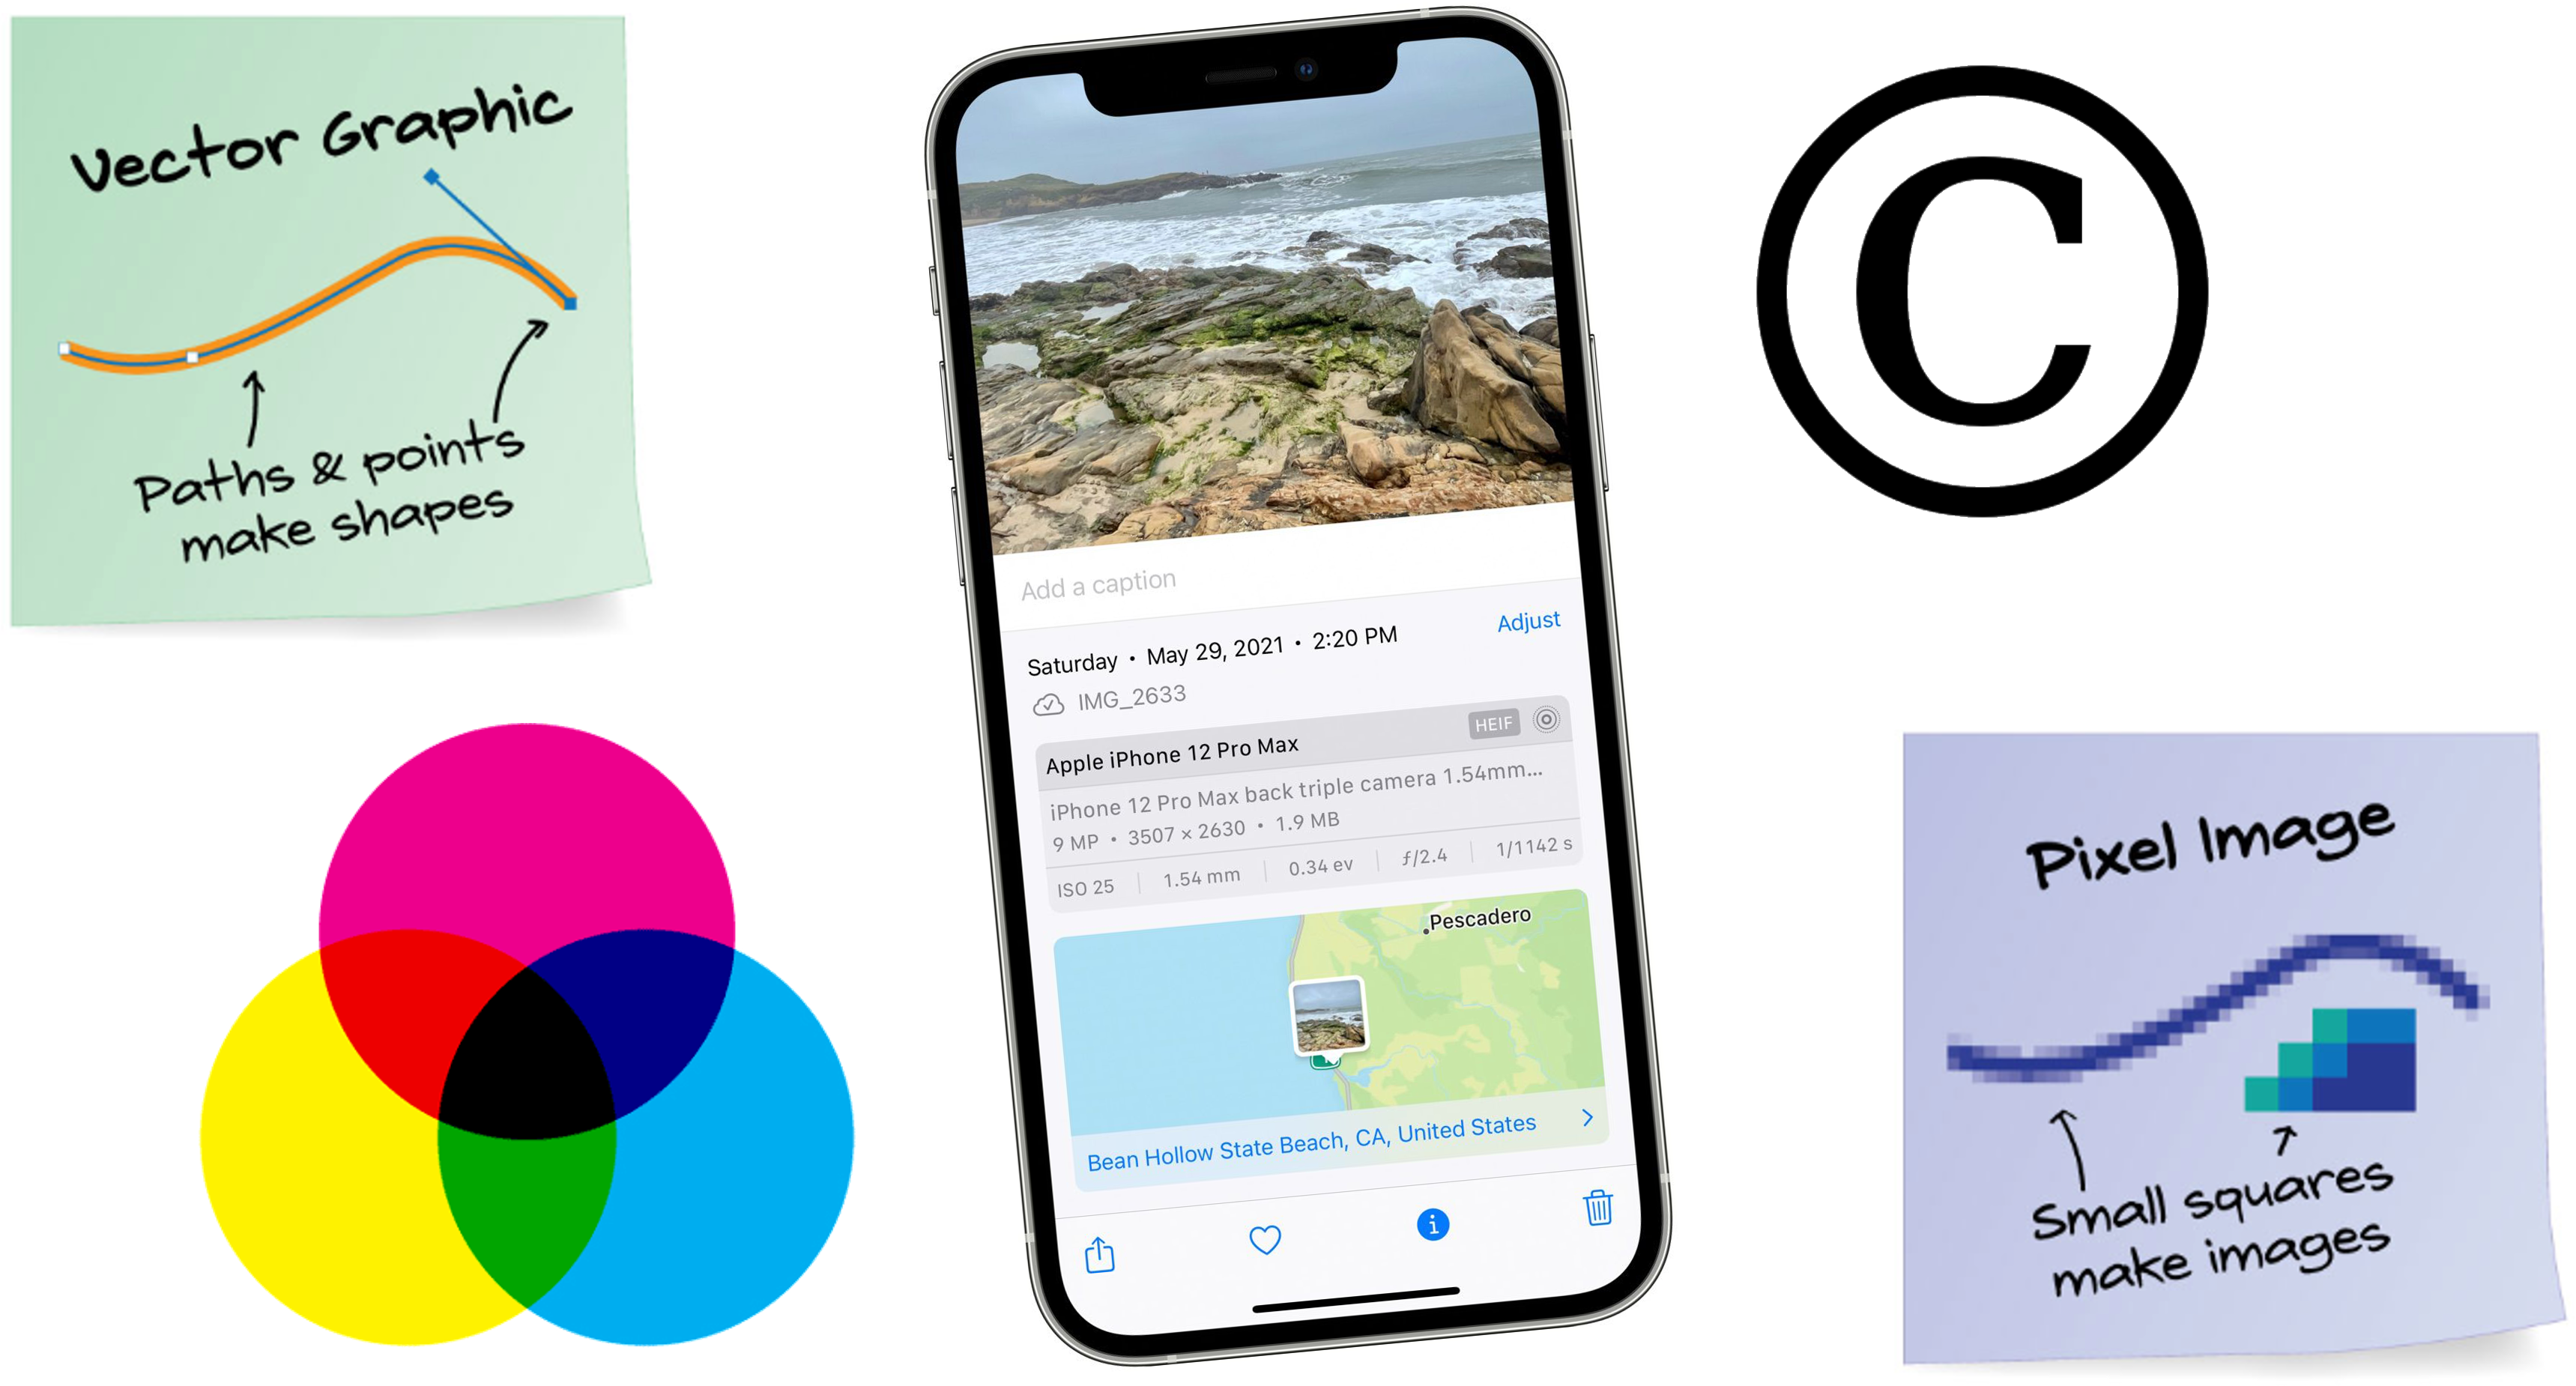 Vector Graphic
Paths & points
make shapes
Add a caption
Saturday • May 29, 2021 • 2:20 PM
Adjust
IMG_2633
Apple iPhone 12 Pro Max
HEIF
iPhone 12 Pro Max back triple camera 1.54mm...
9 MP • 3507 × 2630 • 1.9 MB
ISO 25 | 1.54 mm | 0.34 ev | ƒ/2.4 | 1/1142 s
Pescadero
Bean Hollow State Beach, CA, United States
©
Pixel Image
Small squares
make images